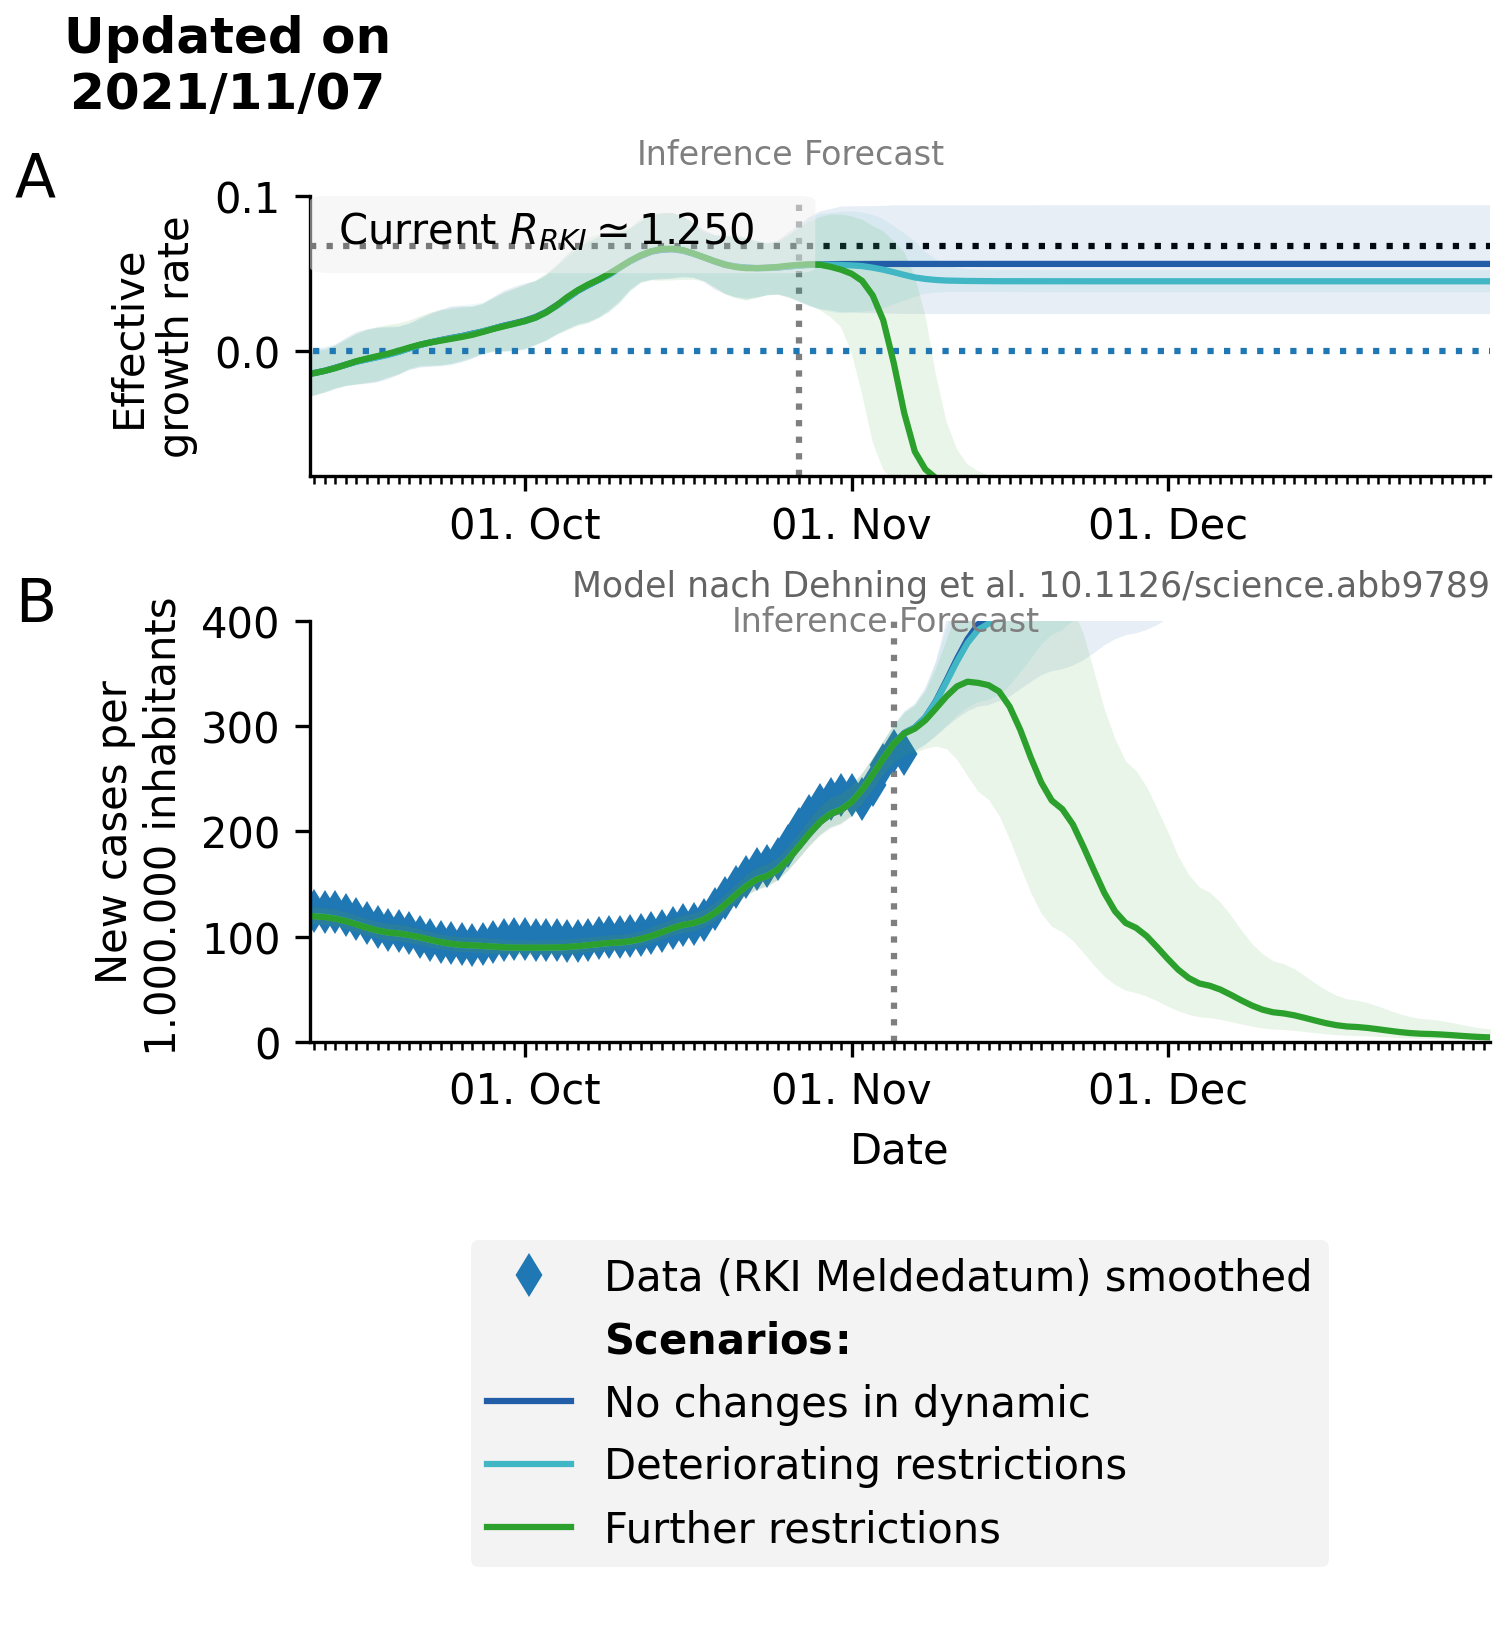 Updated on
2021/11/07
A
Inference Forecast
Effective
growth rate
0.1
0.0
Current R_RKI ≃ 1.250
01. Oct
01. Nov
01. Dec
B
Model nach Dehning et al. 10.1126/science.abb9789
Inference Forecast
New cases per
1.000.000 inhabitants
400
300
200
100
0
01. Oct
01. Nov
01. Dec
Date
Data (RKI Meldedatum) smoothed
Scenarios:
No changes in dynamic
Deteriorating restrictions
Further restrictions